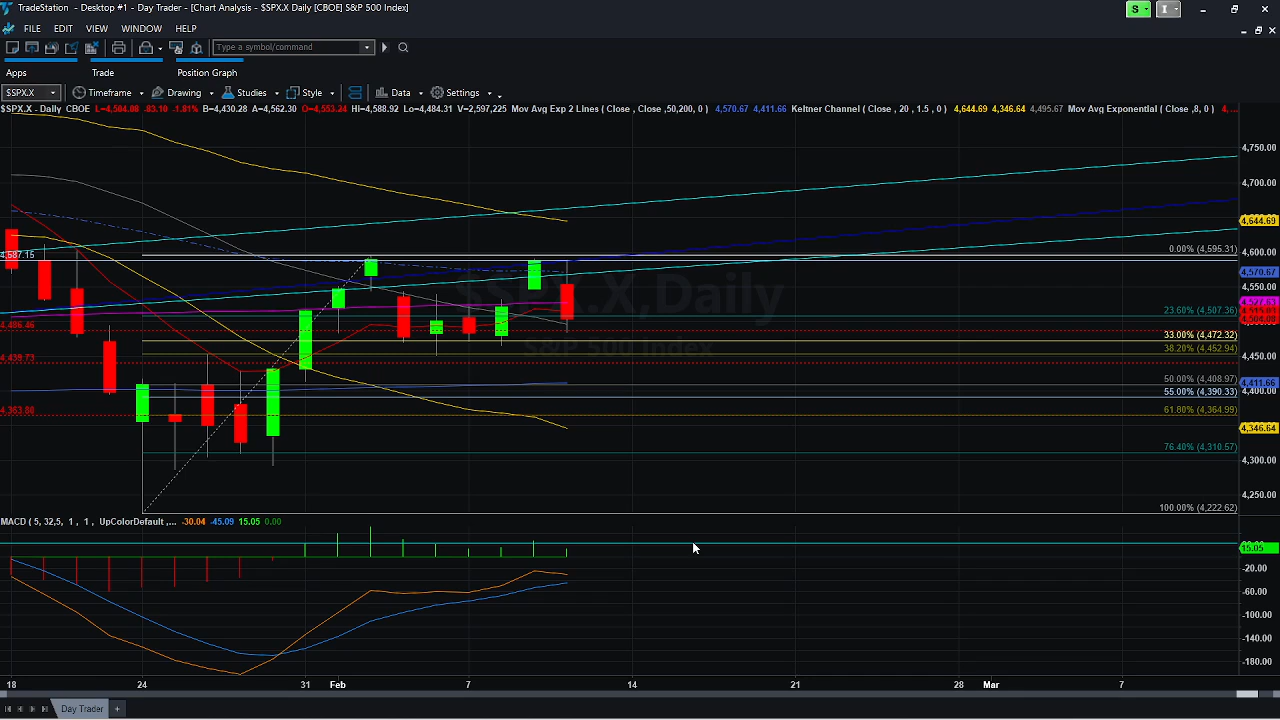 TradeStation - Desktop #1 - Day Trader - [Chart Analysis - $SPX.X Daily [CBOE] S&P 500 Index]
S
I
FILE EDIT VIEW WINDOW HELP
Type a symbol/command
Apps Trade Position Graph
$SPX.X Timeframe Drawing Studies Style Data Settings
$SPX.X - Daily CBOE L=4,504.08 -83.10 -1.81% B=4,430.28 A=4,562.30 O=4,553.24 Hi=4,588.92 Lo=4,484.31 V=2,597,225 Mov Avg Exp 2 Lines ( Close , Close ,50,200, 0 ) 4,570.67 4,411.66 Keltner Channel ( Close , 20 , 1.5 , 0 ) 4,644.69 4,346.64 4,495.67 Mov Avg Exponential ( Close ,8, 0 ) 4, ...
4,750.00
4,700.00
4,644.69
0.00% (4,595.31)
4,600.00
4,587.15
4,570.67
4,550.00
$SPX.X,Daily
23.60% (4,507.36)
4,504.08
4,486.46
33.00% (4,472.32)
S&P 500 Index
38.20% (4,452.94)
4,450.00
4,439.73
50.00% (4,408.97)
4,411.66
55.00% (4,390.33)
4,400.00
4,363.80
61.80% (4,364.99)
4,346.64
76.40% (4,310.57)
4,300.00
4,250.00
100.00% (4,222.62)
MACD ( 5, 32,5, 1 , 1 , UpColorDefault ,... -30.04 -45.09 15.05 0.00
15.05
-20.00
-60.00
-100.00
-140.00
-180.00
18 24 31 Feb 7 14 21 28 Mar 7
Day Trader +